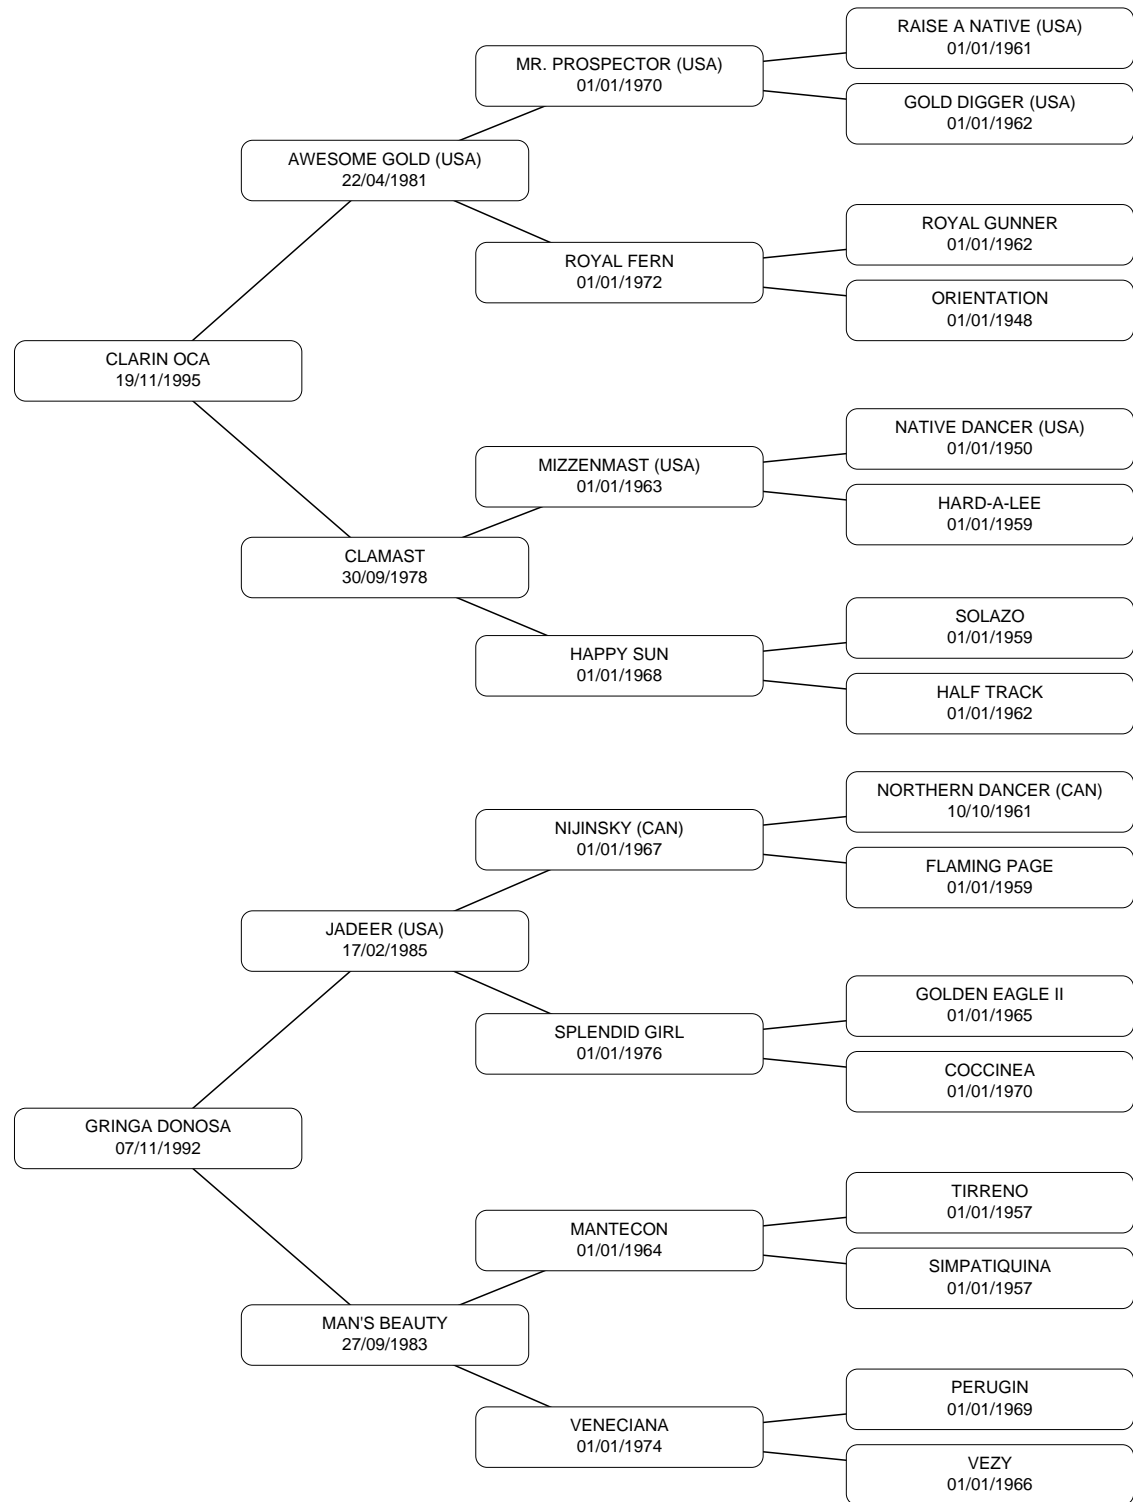 RAISE A NATIVE (USA)
01/01/1961
MR. PROSPECTOR (USA)
01/01/1970
GOLD DIGGER (USA)
01/01/1962
AWESOME GOLD (USA)
22/04/1981
ROYAL GUNNER
01/01/1962
ROYAL FERN
01/01/1972
ORIENTATION
01/01/1948
CLARIN OCA
19/11/1995
NATIVE DANCER (USA)
01/01/1950
MIZZENMAST (USA)
01/01/1963
HARD-A-LEE
01/01/1959
CLAMAST
30/09/1978
SOLAZO
01/01/1959
HAPPY SUN
01/01/1968
HALF TRACK
01/01/1962
NORTHERN DANCER (CAN)
10/10/1961
NIJINSKY (CAN)
01/01/1967
FLAMING PAGE
01/01/1959
JADEER (USA)
17/02/1985
GOLDEN EAGLE II
01/01/1965
SPLENDID GIRL
01/01/1976
COCCINEA
01/01/1970
GRINGA DONOSA
07/11/1992
TIRRENO
01/01/1957
MANTECON
01/01/1964
SIMPATIQUINA
01/01/1957
MAN'S BEAUTY
27/09/1983
PERUGIN
01/01/1969
VENECIANA
01/01/1974
VEZY
01/01/1966